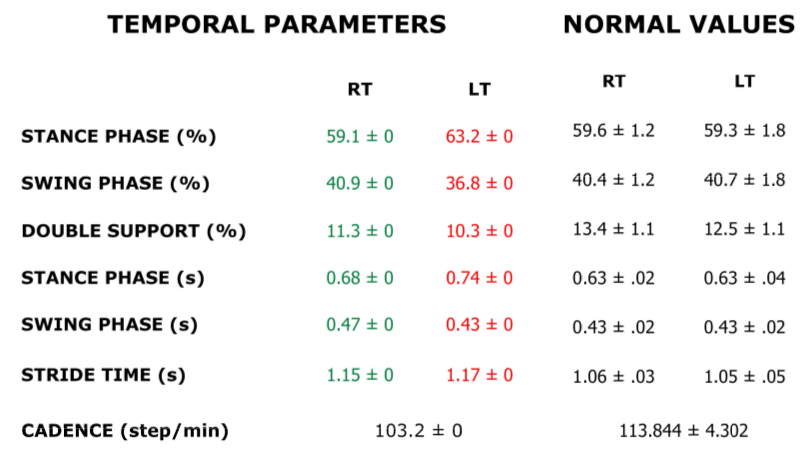 TEMPORAL PARAMETERS NORMAL VALUES
RT LT RT LT
STANCE PHASE (%) 59.1 ± 0 63.2 ± 0 59.6 ± 1.2 59.3 ± 1.8
SWING PHASE (%) 40.9 ± 0 36.8 ± 0 40.4 ± 1.2 40.7 ± 1.8
DOUBLE SUPPORT (%) 11.3 ± 0 10.3 ± 0 13.4 ± 1.1 12.5 ± 1.1
STANCE PHASE (s) 0.68 ± 0 0.74 ± 0 0.63 ± .02 0.63 ± .04
SWING PHASE (s) 0.47 ± 0 0.43 ± 0 0.43 ± .02 0.43 ± .02
STRIDE TIME (s) 1.15 ± 0 1.17 ± 0 1.06 ± .03 1.05 ± .05
CADENCE (step/min) 103.2 ± 0 113.844 ± 4.302